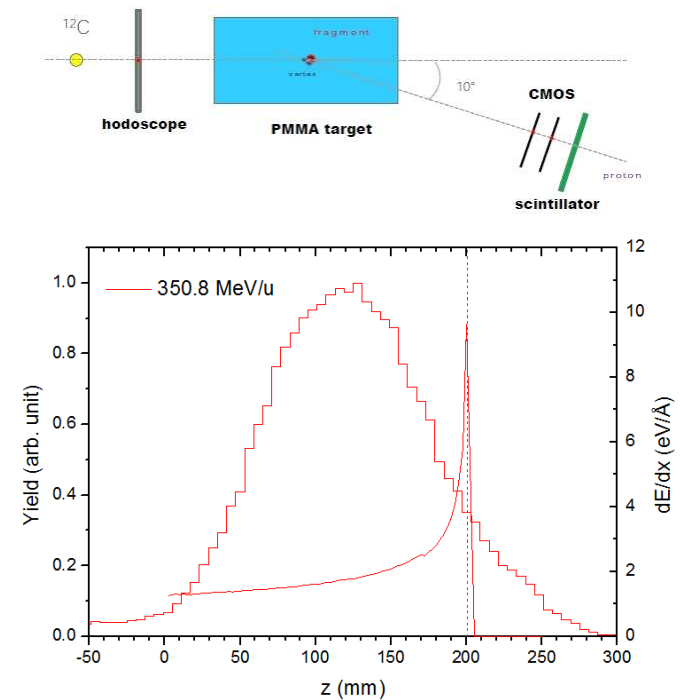 ¹²C
fragment
vertex
10°
CMOS
hodoscope
PMMA target
proton
scintillator
350.8 MeV/u
Yield (arb. unit)
1.0
0.8
0.6
0.4
0.2
0.0
dE/dx (eV/Å)
12
10
8
6
4
2
0
-50 0 50 100 150 200 250 300
z (mm)